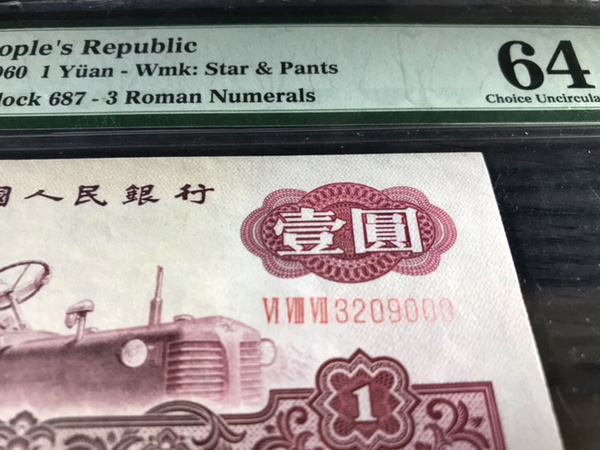 ople's Republic
960 1 Yüan - Wmk: Star & Pants
lock 687 - 3 Roman Numerals
64
Choice Uncircula
國人民銀行
壹圓
VI VIII VII 3209000
1